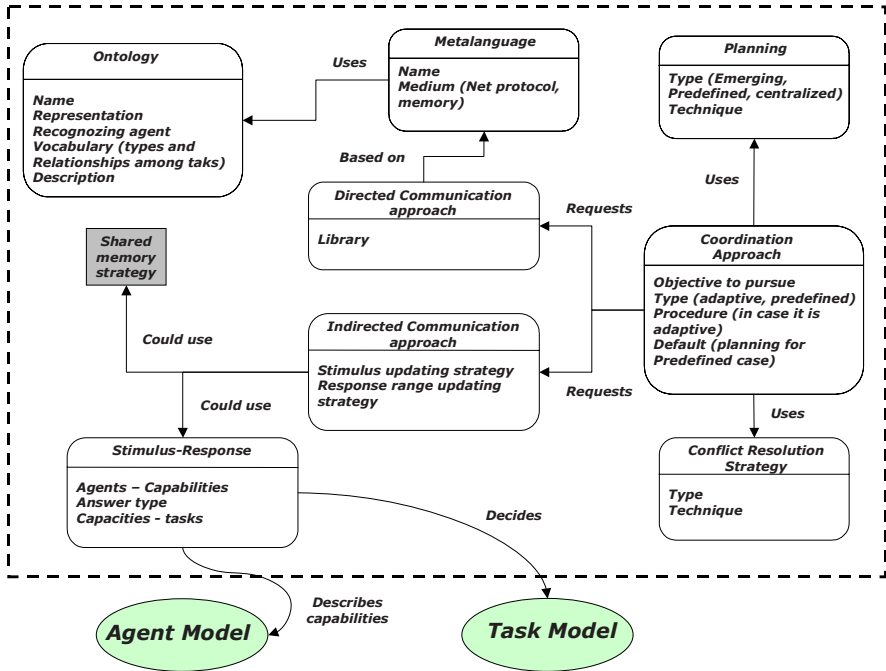 Ontology
Name
Representation
Recognozing agent
Vocabulary (types and
Relationships among taks)
Description
Uses
Metalanguage
Name
Medium (Net protocol,
memory)
Planning
Type (Emerging,
Predefined, centralized)
Technique
Based on
Uses
Directed Communication
approach
Library
Requests
Shared
memory
strategy
Coordination
Approach
Objective to pursue
Type (adaptive, predefined)
Procedure (in case it is
adaptive)
Default (planning for
Predefined case)
Could use
Indirected Communication
approach
Stimulus updating strategy
Response range updating
strategy
Requests
Could use
Uses
Stimulus-Response
Agents – Capabilities
Answer type
Capacities - tasks
Conflict Resolution
Strategy
Type
Technique
Decides
Describes
capabilities
Agent Model
Task Model